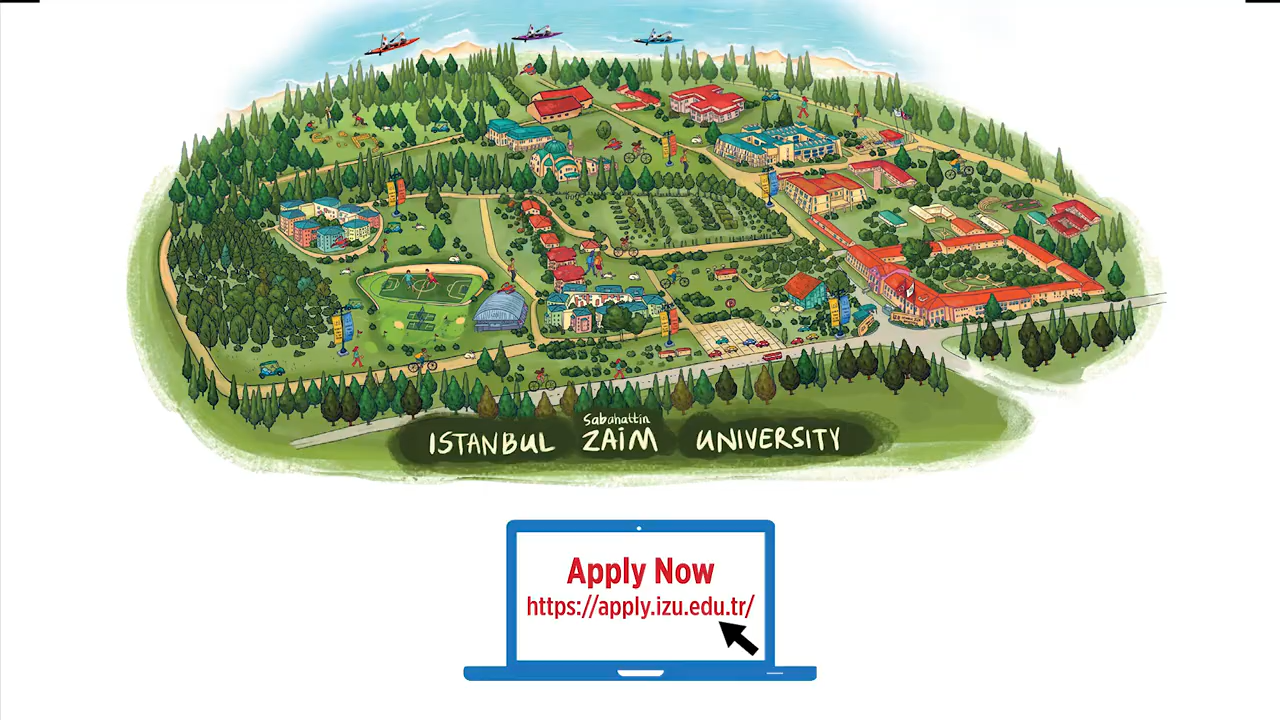 Sabahattin
ISTANBUL ZAİM UNIVERSITY
Apply Now
https://apply.izu.edu.tr/